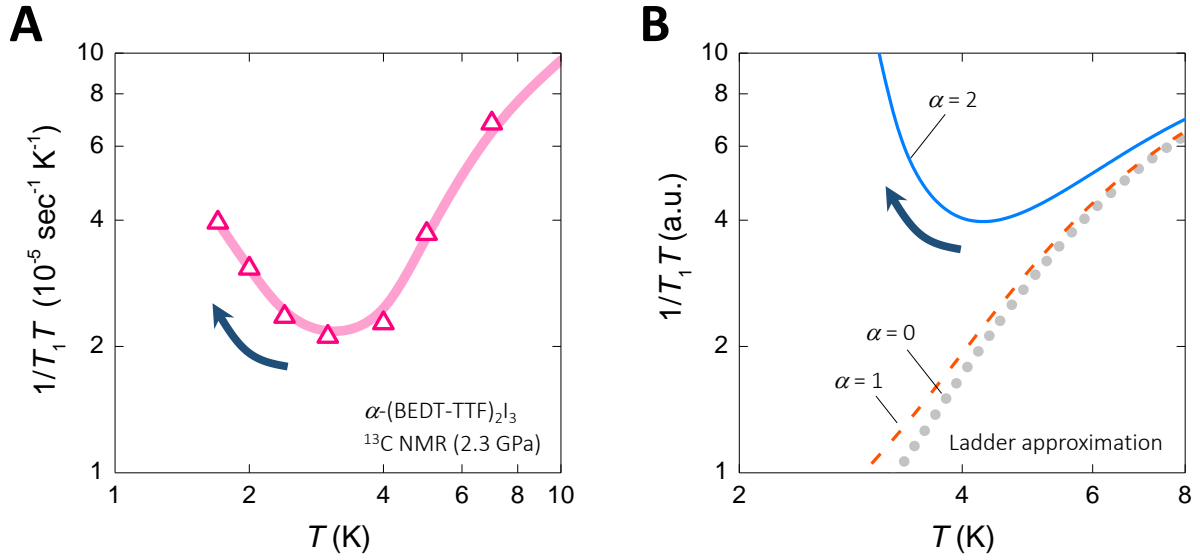 A
10
8
6
4
2
1
1/T₁T (10⁻⁵ sec⁻¹ K⁻¹)
α-(BEDT-TTF)₂I₃
¹³C NMR (2.3 GPa)
1 2 4 6 8 10
T (K)
B
10
8
6
4
2
1
1/T₁T (a.u.)
α = 2
α=0
α = 1
Ladder approximation
2 4 6 8
T (K)